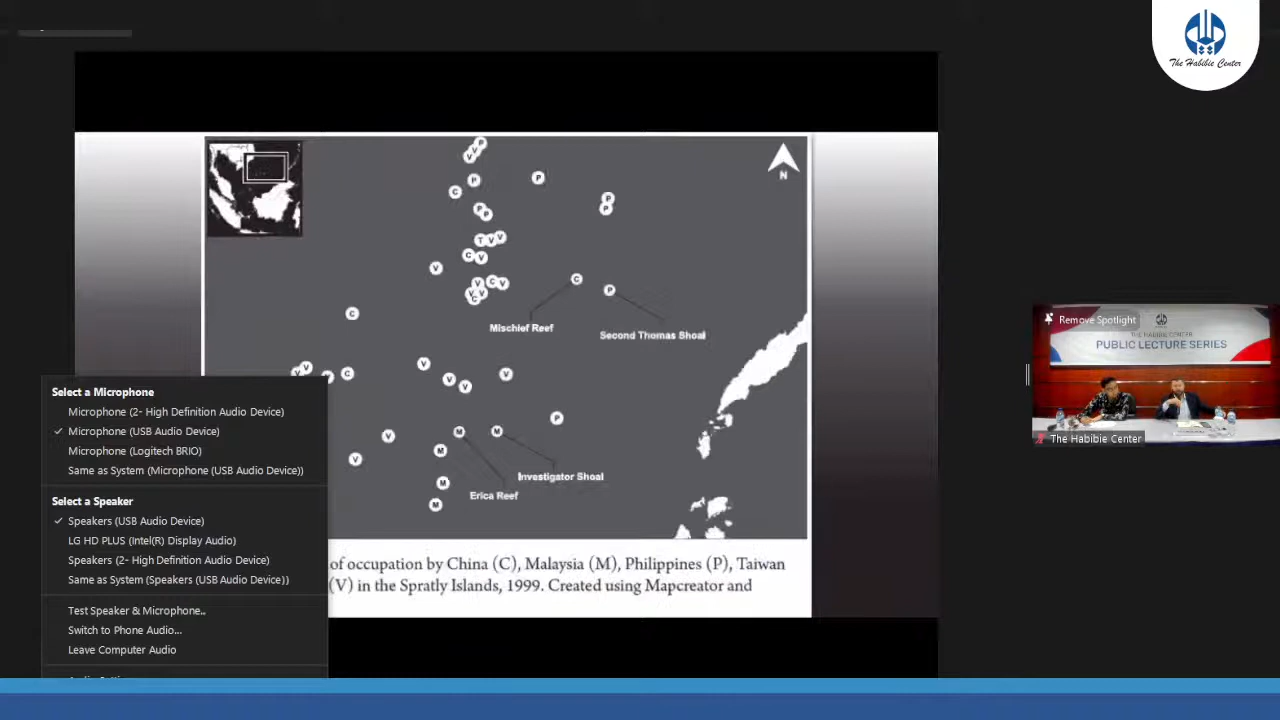 The Habibie Center
N
P
V
V
P
C
P
P
P
P
P
T
V
V
C
V
V
C
P
V
C
V
V
V
C
C
Mischief Reef
Second Thomas Shoal
V
V
C
V
V
V
V
P
V
M
M
M
V
Investigator Shoal
M
Erica Reef
M
of occupation by China (C), Malaysia (M), Philippines (P), Taiwan
(V) in the Spratly Islands, 1999. Created using Mapcreator and
Select a Microphone
Microphone (2- High Definition Audio Device)
Microphone (USB Audio Device)
Microphone (Logitech BRIO)
Same as System (Microphone (USB Audio Device))
Select a Speaker
Speakers (USB Audio Device)
LG HD PLUS (Intel(R) Display Audio)
Speakers (2- High Definition Audio Device)
Same as System (Speakers (USB Audio Device))
Test Speaker & Microphone..
Switch to Phone Audio...
Leave Computer Audio
Remove Spotlight
THE HABIBIE CENTER
PUBLIC LECTURE SERIES
The Habibie Center